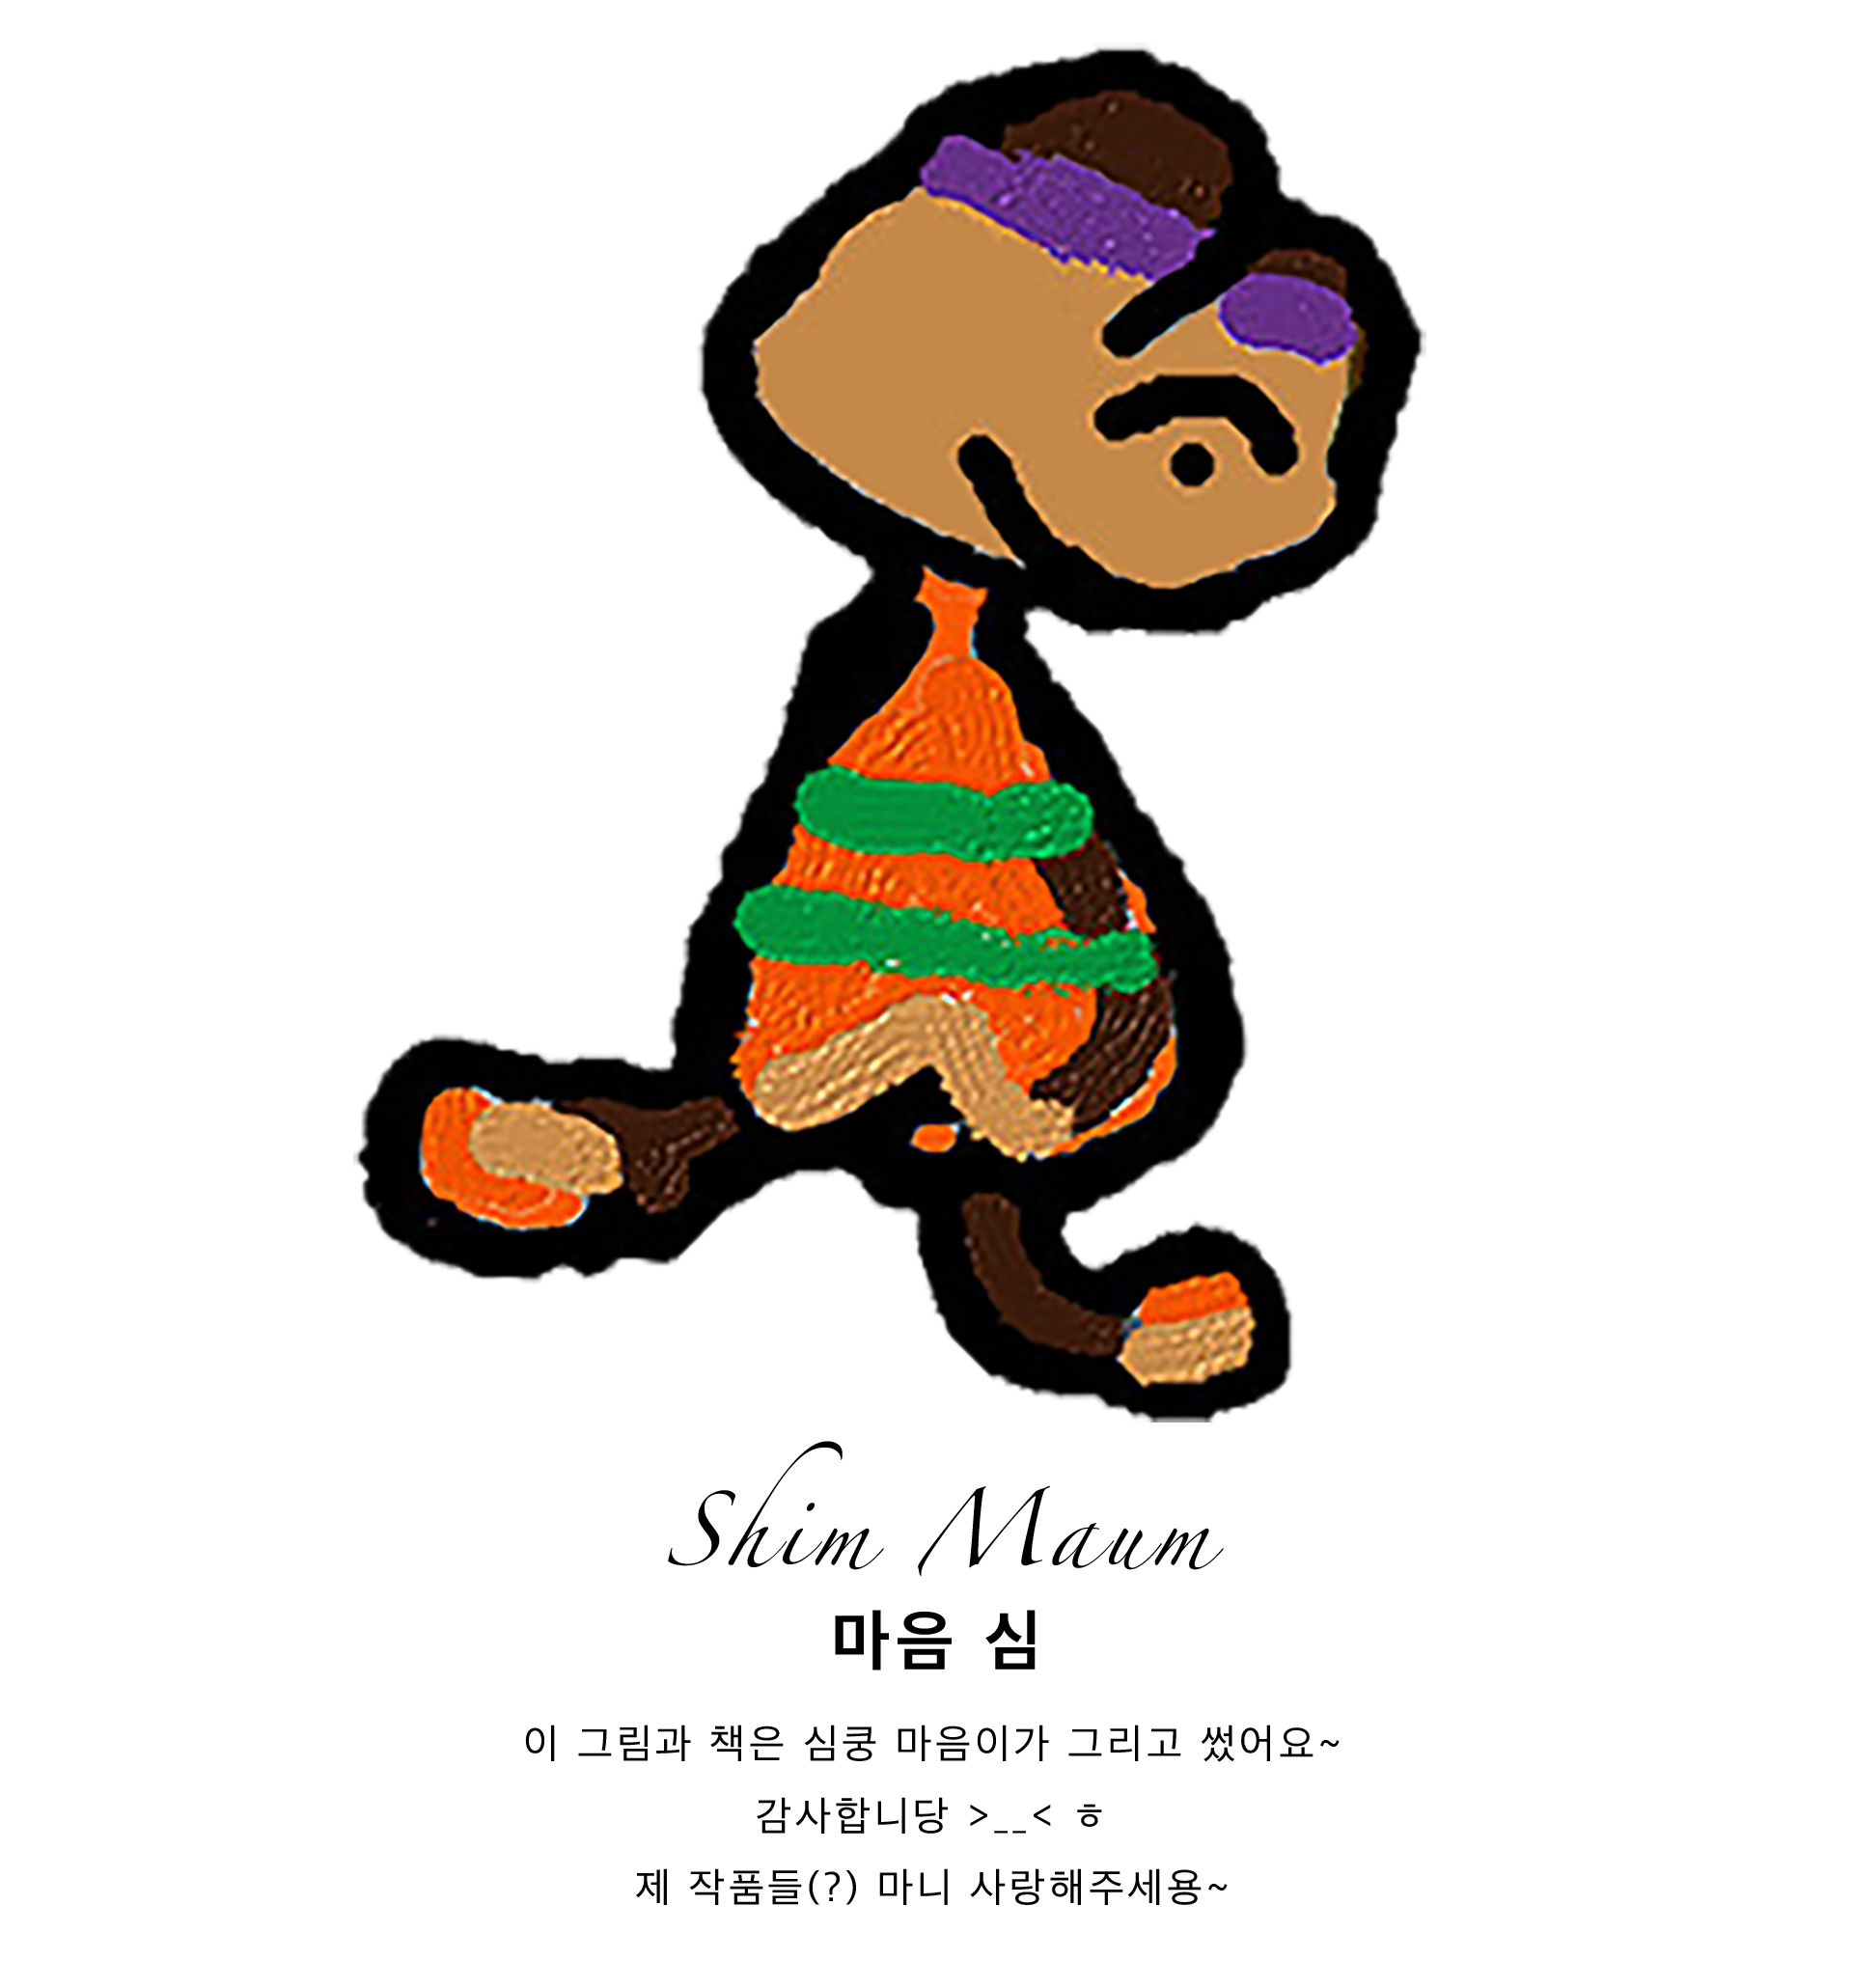 Shim Maum
마음 심
이 그림과 책은 심쿵 마음이가 그리고 썼어요~
감사합니당 >__< ㅎ
제 작품들(?) 마니 사랑해주세용~